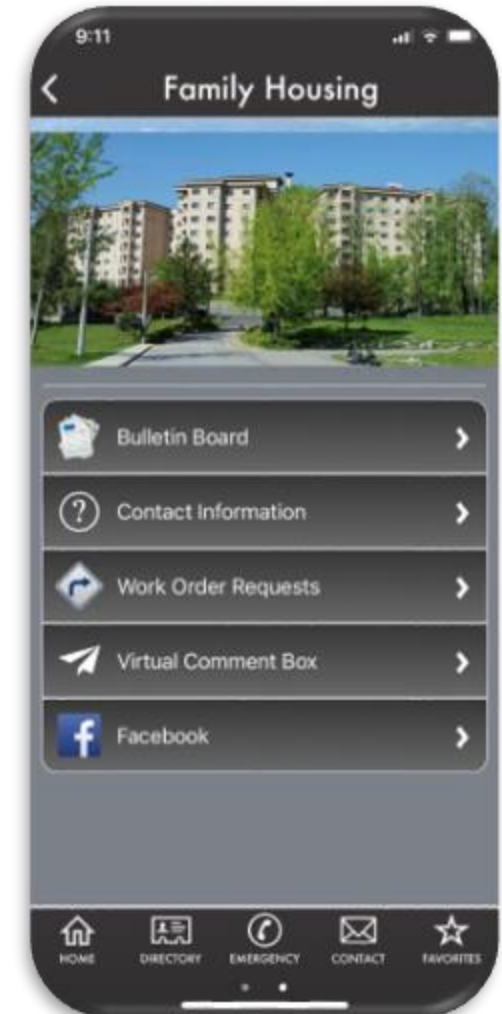 9:11
Family Housing
Bulletin Board
Contact Information
Work Order Requests
Virtual Comment Box
Facebook
HOME DIRECTORY EMERGENCY CONTACT FAVORITES